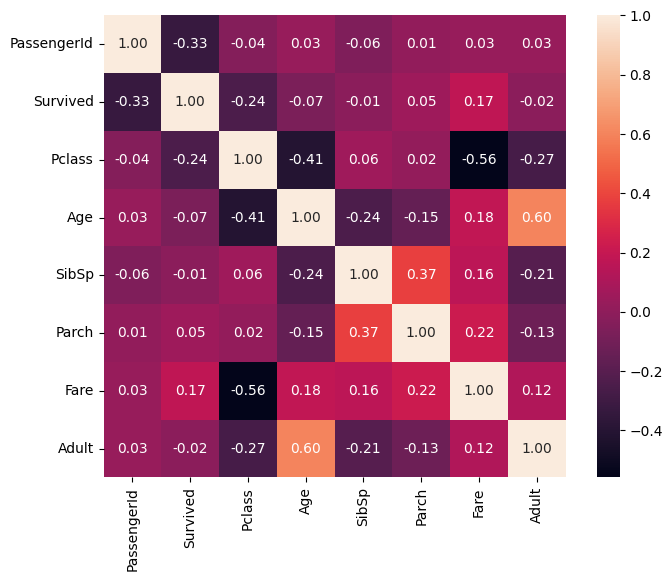 PassengerId 1.00 -0.33 -0.04 0.03 -0.06 0.01 0.03 0.03
Survived -0.33 1.00 -0.24 -0.07 -0.01 0.05 0.17 -0.02
Pclass -0.04 -0.24 1.00 -0.41 0.06 0.02 -0.56 -0.27
Age 0.03 -0.07 -0.41 1.00 -0.24 -0.15 0.18 0.60
SibSp -0.06 -0.01 0.06 -0.24 1.00 0.37 0.16 -0.21
Parch 0.01 0.05 0.02 -0.15 0.37 1.00 0.22 -0.13
Fare 0.03 0.17 -0.56 0.18 0.16 0.22 1.00 0.12
Adult 0.03 -0.02 -0.27 0.60 -0.21 -0.13 0.12 1.00
PassengerId Survived Pclass Age SibSp Parch Fare Adult
1.0
0.8
0.6
0.4
0.2
0.0
-0.2
-0.4